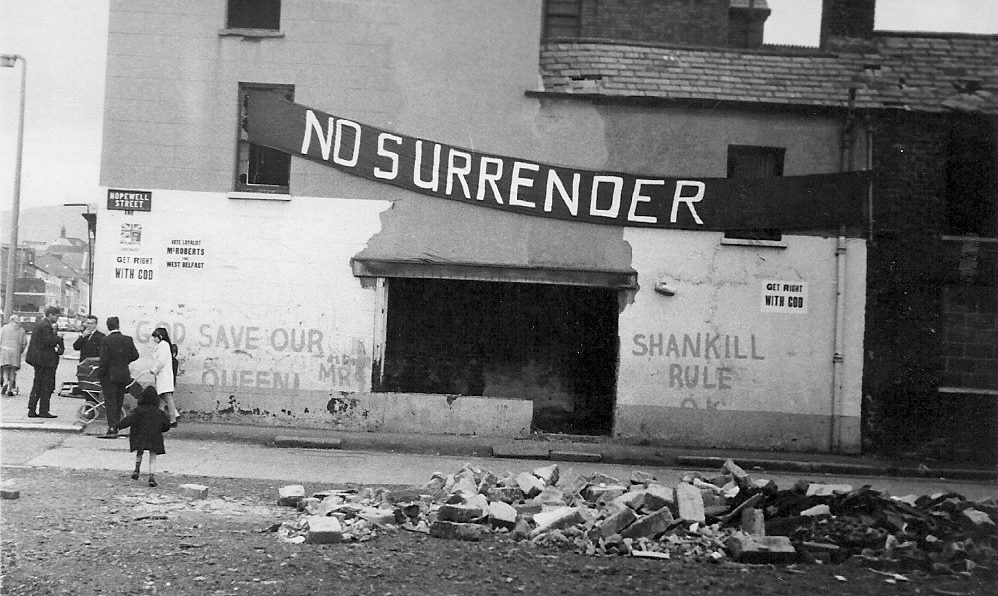 NO SURRENDER
HOPEWELL
STREET
GET RIGHT
WITH GOD
VOTE LOYALIST
McROBERTS
WEST BELFAST
GET RIGHT
WITH GOD
GOD SAVE OUR
QUEEN!
SHANKILL
RULE
OK